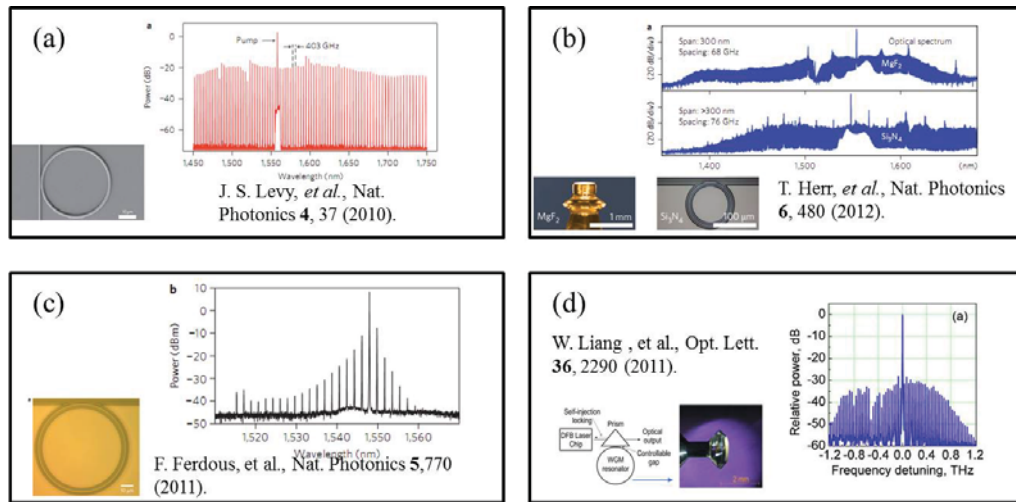 (a)
a
Pump
403 GHz
Power (dB)
0
−20
−40
−60
1,450 1,500 1,550 1,600 1,650 1,700 1,750
Wavelength (nm)
J. S. Levy, et al., Nat.
Photonics 4, 37 (2010).
(b)
a
Span: 300 nm
Spacing: 68 GHz
Optical spectrum
MgF2
(20 dB/div)
Span: >300 nm
Spacing: 76 GHz
Si3N4
(20 dB/div)
1,400 1,500 1,600 (nm)
MgF2
1 mm
Si3N4
100 μm
T. Herr, et al., Nat. Photonics
6, 480 (2012).
(c)
b
Power (dBm)
10
0
−10
−20
−30
−40
−50
1,520 1,530 1,540 1,550 1,560
Wavelength (nm)
F. Ferdous, et al., Nat. Photonics 5,770
(2011).
(d)
W. Liang , et al., Opt. Lett.
36, 2290 (2011).
Self-injection
locking
Prism
DFB Laser
Chip
Optical
output
Controllable
gap
WGM
resonator
2 mm
(a)
Relative power, dB
0
-10
-20
-30
-40
-50
-60
-1.2 -0.8 -0.4 0.0 0.4 0.8 1.2
Frequency detuning, THz